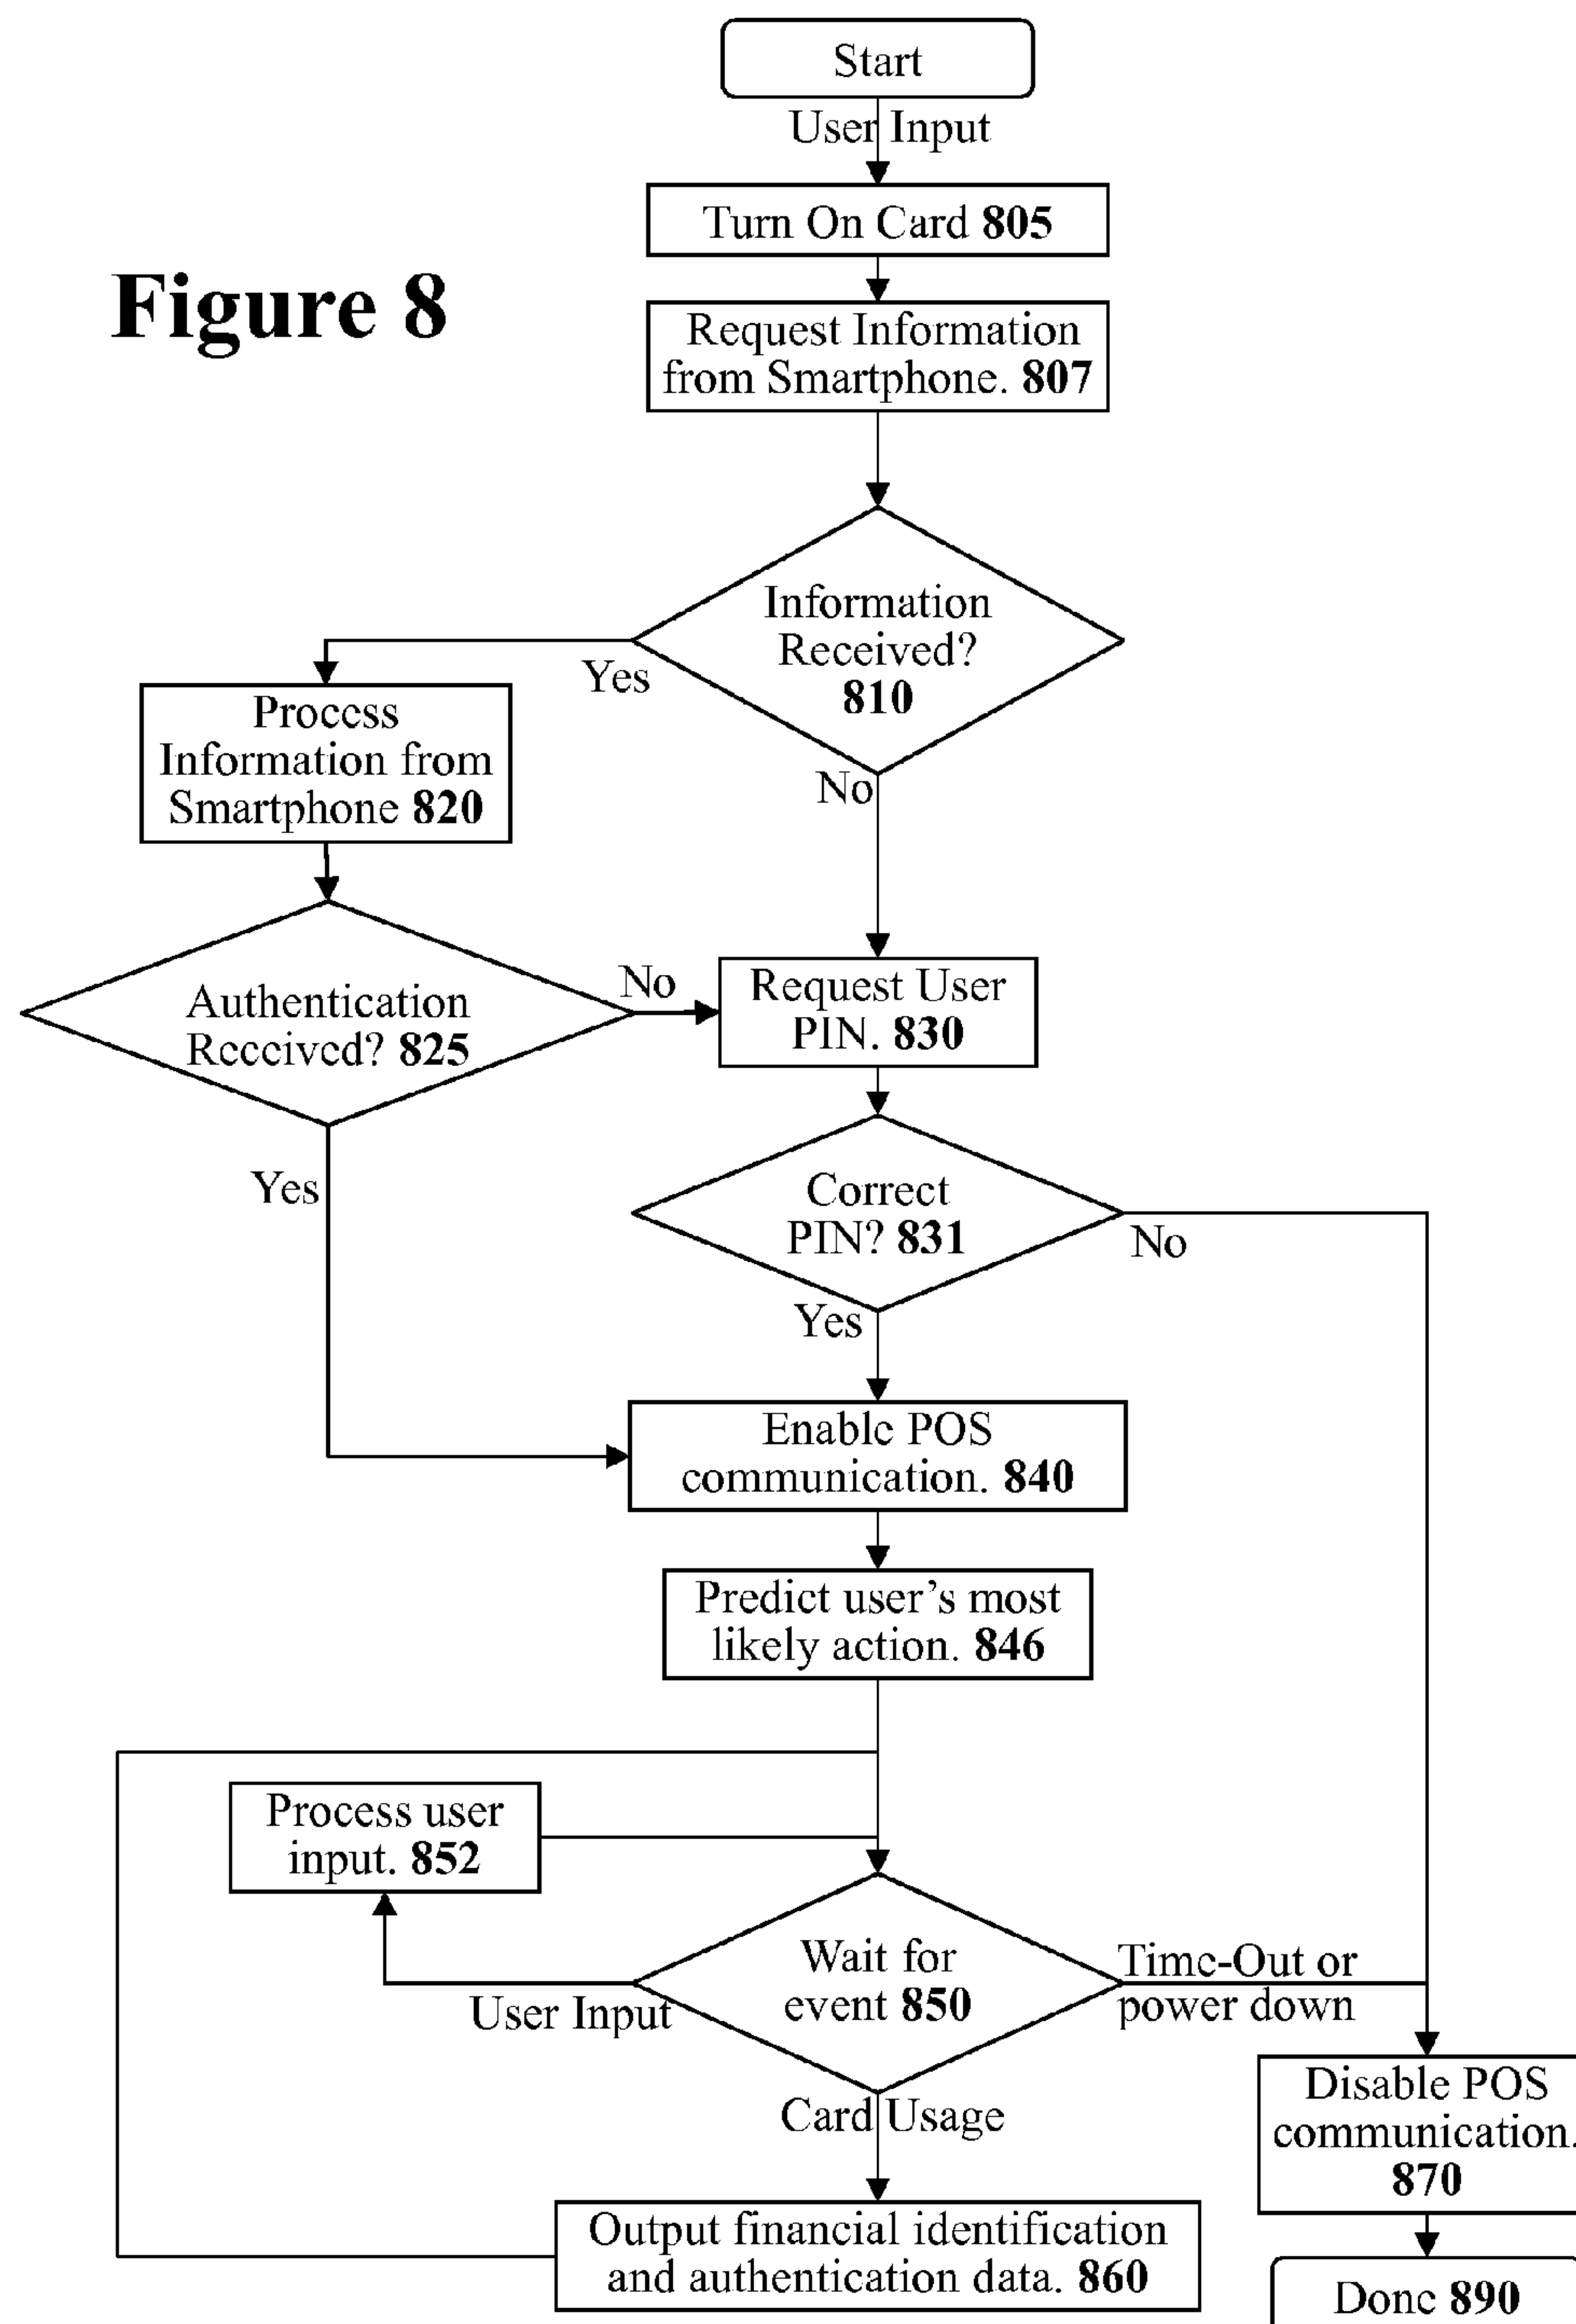 Start
User Input
Turn On Card 805
Figure 8
Request Information
from Smartphone. 807
Information
Received?
810
Yes
No
Process
Information from
Smartphone 820
Authentication
Received? 825
No
Yes
Request User
PIN. 830
Correct
PIN? 831
No
Yes
Enable POS
communication. 840
Predict user's most
likely action. 846
Process user
input. 852
Wait for
event 850
User Input
Time-Out or
power down
Card Usage
Disable POS
communication.
870
Output financial identification
and authentication data. 860
Done 890